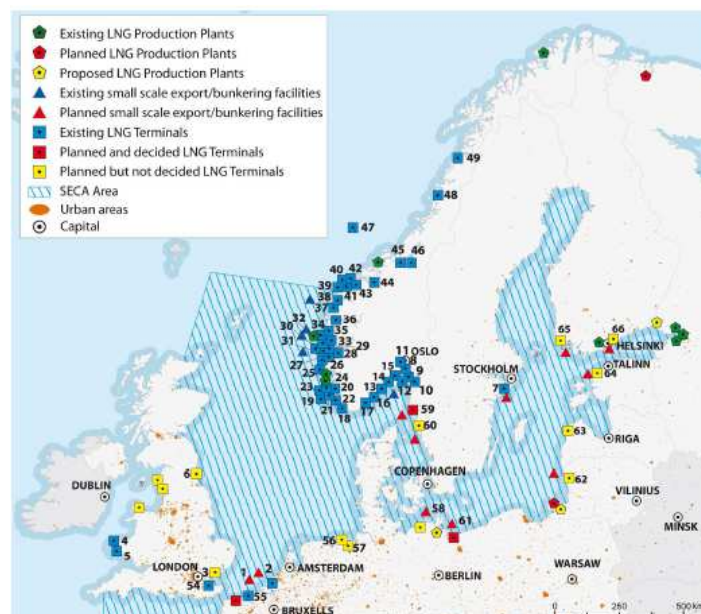 Existing LNG Production Plants
Planned LNG Production Plants
Proposed LNG Production Plants
Existing small scale export/bunkering facilities
Planned small scale export/bunkering facilities
Existing LNG Terminals
Planned and decided LNG Terminals
Planned but not decided LNG Terminals
SECA Area
Urban areas
Capital
49
48
47
45 46
42
40
39
44
43
41
38
37
36
32
34
35
30
33
31
29
28
27
26
25
24
23
20
22
19
21
18
11 OSLO
8
15
9
14
13
12
10
16
17
59
60
STOCKHOLM
7
65
66
HELSINKI
TALINN
64
63
RIGA
62
COPENHAGEN
58
61
VILINIUS
MINSK
DUBLIN
6
4
5
LONDON
3
1
2
54
55
56
57
AMSTERDAM
BERLIN
WARSAW
BRUXELLS
0
250
500 km